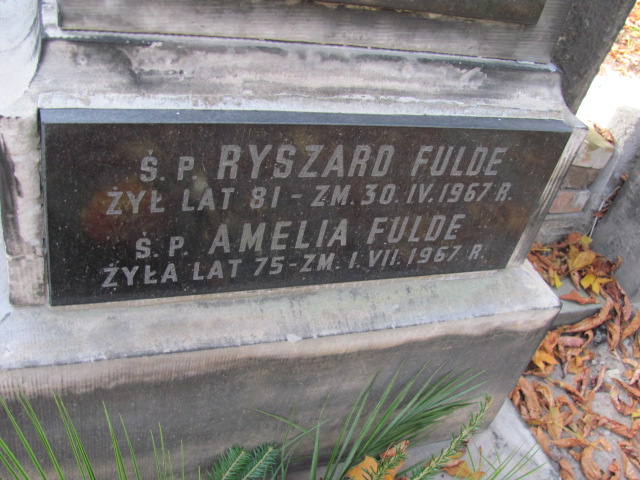 Ś.P. RYSZARD FULDE
ŻYŁ LAT 81 - ZM. 30.IV.1967 R.
Ś.P. AMELIA FULDE
ŻYŁA LAT 75 - ZM. 1.VII.1967 R.